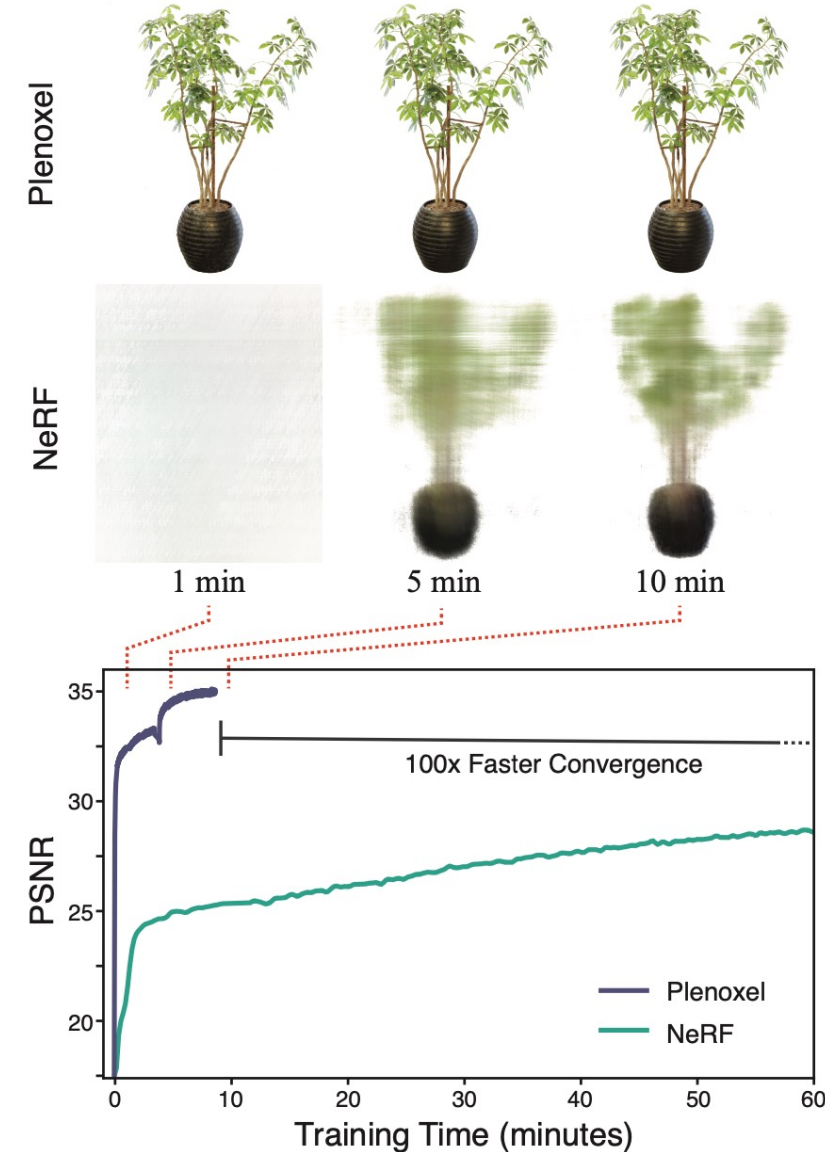 Plenoxel
NeRF
1 min 5 min 10 min
35
100x Faster Convergence
30
PSNR
25
Plenoxel
20
NeRF
0 10 20 30 40 50 60
Training Time (minutes)